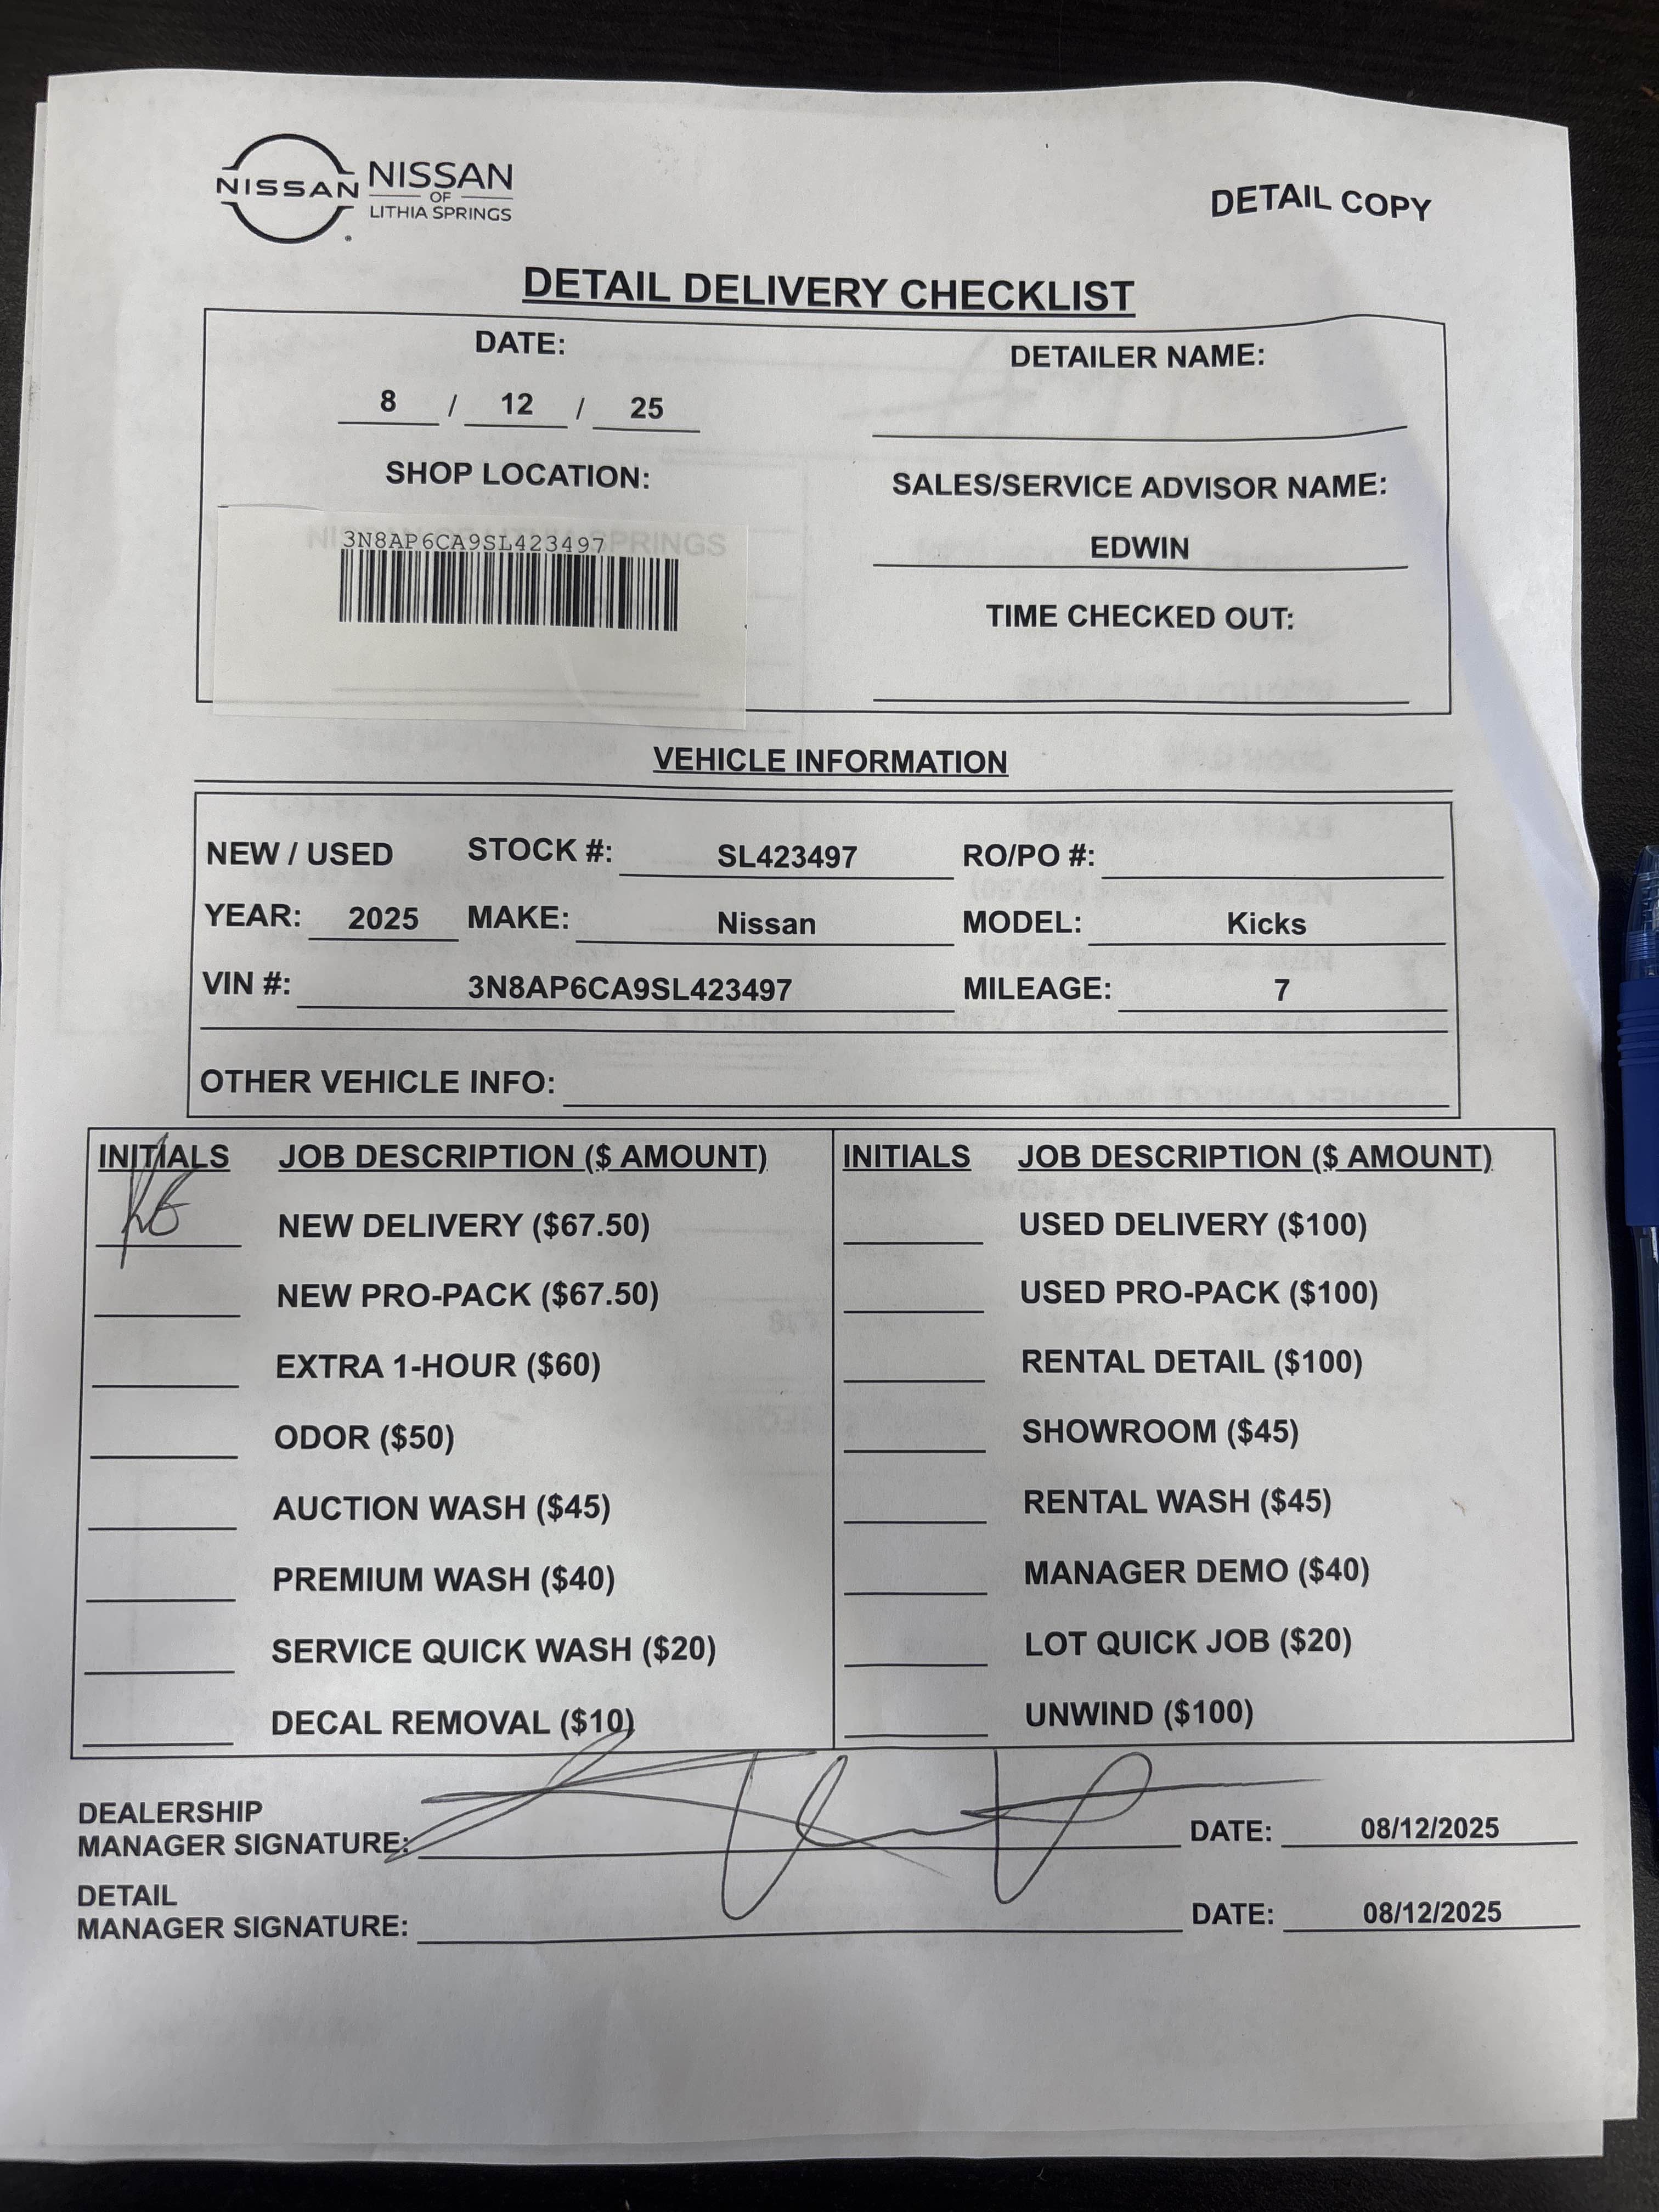 NISSAN
NISSAN
OF
LITHIA SPRINGS
DETAIL COPY
DETAIL DELIVERY CHECKLIST
DATE:
8 / 12 / 25
DETAILER NAME:
SHOP LOCATION:
NISSAN OF LITHIA SPRINGS
3N8AP6CA9SL423497
SALES/SERVICE ADVISOR NAME:
EDWIN
TIME CHECKED OUT:
VEHICLE INFORMATION
NEW / USED STOCK #: SL423497 RO/PO #:
YEAR: 2025 MAKE: Nissan MODEL: Kicks
VIN #: 3N8AP6CA9SL423497 MILEAGE: 7
OTHER VEHICLE INFO:
INITIALS JOB DESCRIPTION ($ AMOUNT)
NEW DELIVERY ($67.50)
NEW PRO-PACK ($67.50)
EXTRA 1-HOUR ($60)
ODOR ($50)
AUCTION WASH ($45)
PREMIUM WASH ($40)
SERVICE QUICK WASH ($20)
DECAL REMOVAL ($10)
INITIALS JOB DESCRIPTION ($ AMOUNT)
USED DELIVERY ($100)
USED PRO-PACK ($100)
RENTAL DETAIL ($100)
SHOWROOM ($45)
RENTAL WASH ($45)
MANAGER DEMO ($40)
LOT QUICK JOB ($20)
UNWIND ($100)
DEALERSHIP
MANAGER SIGNATURE: DATE: 08/12/2025
DETAIL
MANAGER SIGNATURE: DATE: 08/12/2025